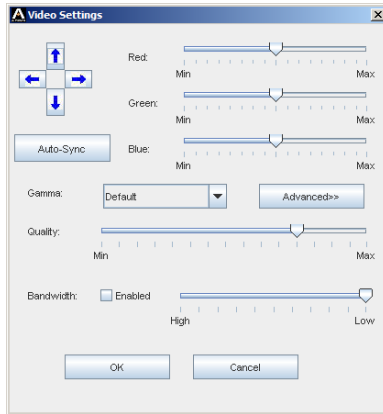 Video Settings
Red:
Min Max
Green:
Min Max
Auto-Sync
Blue:
Min Max
Gamma:
Default
Advanced>>
Quality:
Min Max
Bandwidth:
Enabled
High Low
OK
Cancel